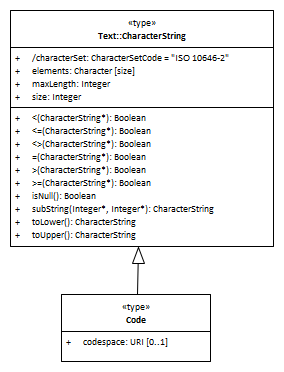 «type»
Text::CharacterString
+ /characterSet: CharacterSetCode = "ISO 10646-2"
+ elements: Character [size]
+ maxLength: Integer
+ size: Integer
+ <(CharacterString*): Boolean
+ <=(CharacterString*): Boolean
+ <>(CharacterString*): Boolean
+ =(CharacterString*): Boolean
+ >(CharacterString*): Boolean
+ >=(CharacterString*): Boolean
+ isNull(): Boolean
+ subString(Integer*, Integer*): CharacterString
+ toLower(): CharacterString
+ toUpper(): CharacterString
«type»
Code
+ codespace: URI [0..1]